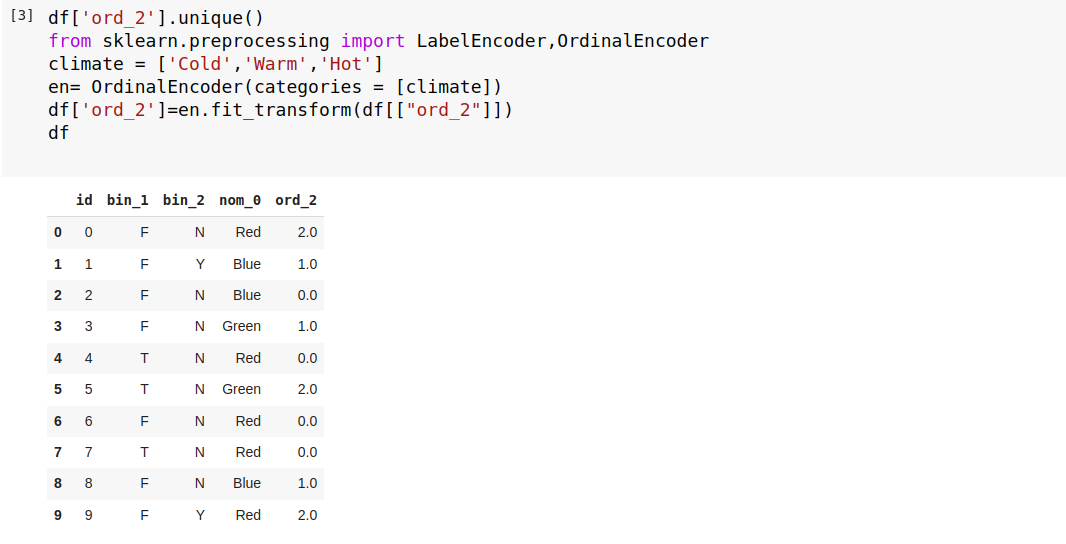 [3] df['ord_2'].unique()
from sklearn.preprocessing import LabelEncoder,OrdinalEncoder
climate = ['Cold','Warm','Hot']
en= OrdinalEncoder(categories = [climate])
df['ord_2']=en.fit_transform(df[["ord_2"]])
df
id bin_1 bin_2 nom_0 ord_2
0 0 F N Red 2.0
1 1 F Y Blue 1.0
2 2 F N Blue 0.0
3 3 F N Green 1.0
4 4 T N Red 0.0
5 5 T N Green 2.0
6 6 F N Red 0.0
7 7 T N Red 0.0
8 8 F N Blue 1.0
9 9 F Y Red 2.0